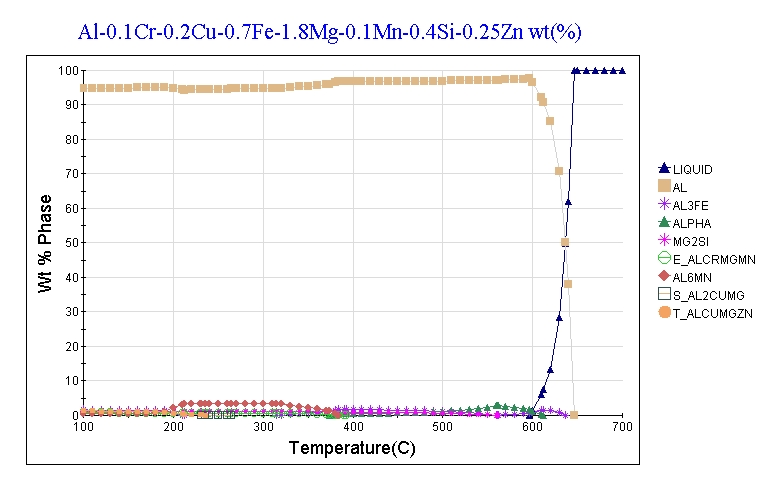 Al-0.1Cr-0.2Cu-0.7Fe-1.8Mg-0.1Mn-0.4Si-0.25Zn wt(%)
100
90
80
70
60
50
40
30
20
10
0
Wt % Phase
100 200 300 400 500 600 700
Temperature(C)
LIQUID
AL
AL3FE
ALPHA
MG2SI
E_ALCRMGMN
AL6MN
S_AL2CUMG
T_ALCUMGZN